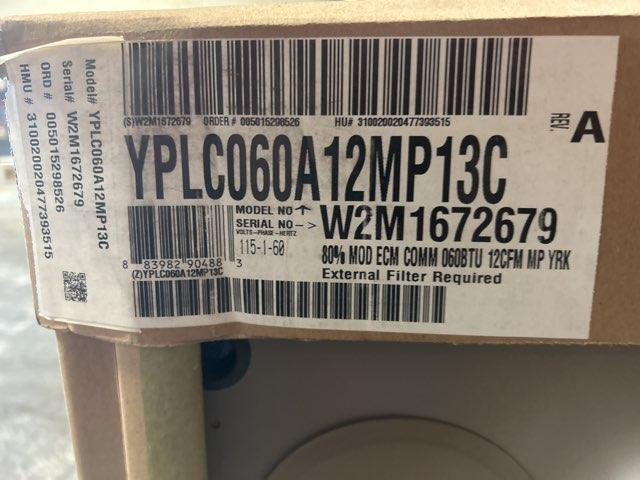 Model# YPLC060A12MP13C
Serial# W2M1672679
ORD # 005015298526
HMU # 310020020477393515
(S)W2M1672679 ORDER # 005015298526 HU# 310020020477393515
REV. A
YPLC060A12MP13C
MODEL NO
SERIAL NO -> W2M1672679
VOLTS-PHASE-HERTZ
115-1-60
80% MOD ECM COMM 060BTU 12CFM MP YRK
8 83982 90488 3
(Z)YPLC060A12MP13C
External Filter Required